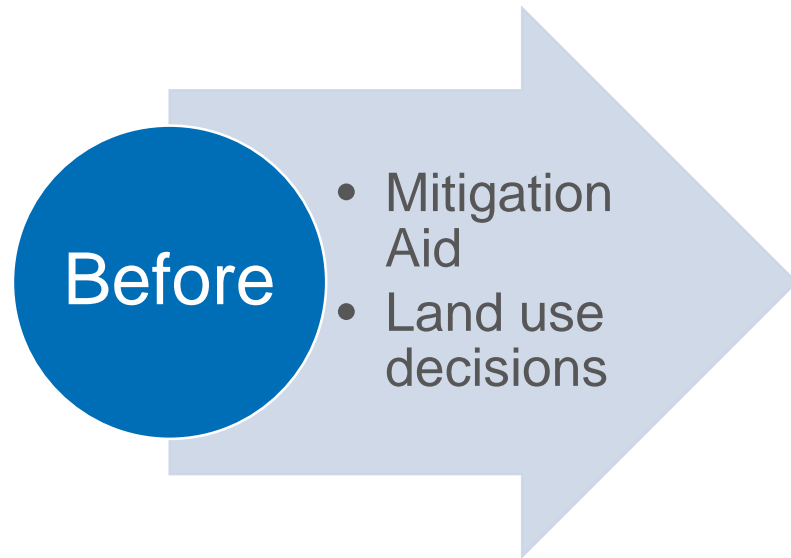 Before
• Mitigation
Aid
• Land use
decisions